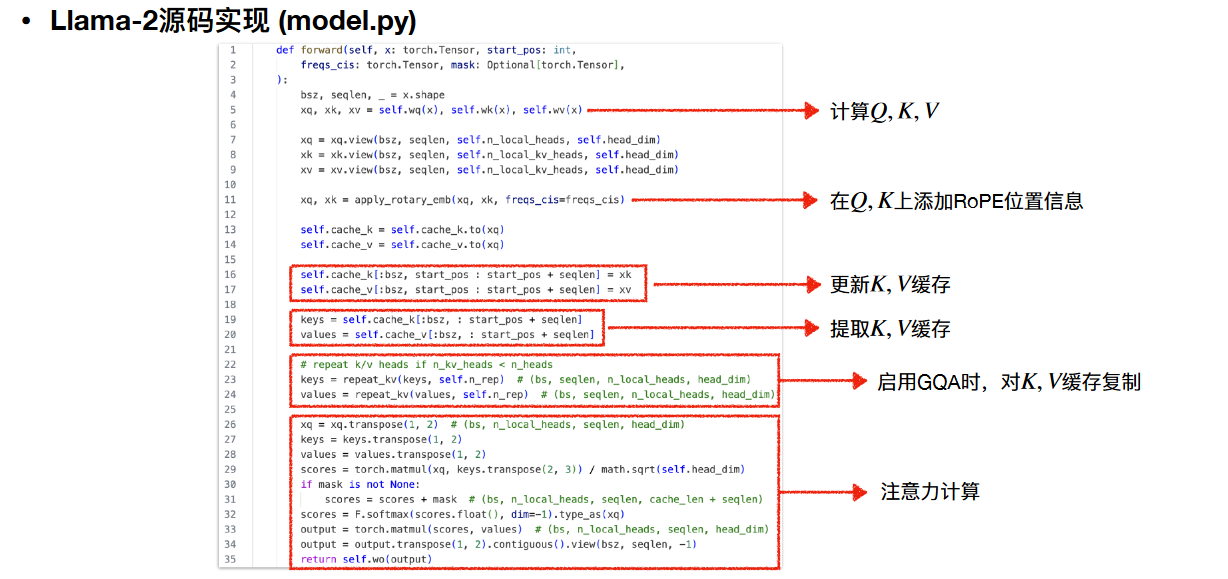 • Llama-2源码实现 (model.py)
1 def forward(self, x: torch.Tensor, start_pos: int,
2 freqs_cis: torch.Tensor, mask: Optional[torch.Tensor],
3 ):
4 bsz, seqlen, _ = x.shape
5 xq, xk, xv = self.wq(x), self.wk(x), self.wv(x) 计算Q, K, V
6
7 xq = xq.view(bsz, seqlen, self.n_local_heads, self.head_dim)
8 xk = xk.view(bsz, seqlen, self.n_local_kv_heads, self.head_dim)
9 xv = xv.view(bsz, seqlen, self.n_local_kv_heads, self.head_dim)
10
11 xq, xk = apply_rotary_emb(xq, xk, freqs_cis=freqs_cis) 在Q, K上添加RoPE位置信息
12
13 self.cache_k = self.cache_k.to(xq)
14 self.cache_v = self.cache_v.to(xq)
15
16 self.cache_k[:bsz, start_pos : start_pos + seqlen] = xk
17 self.cache_v[:bsz, start_pos : start_pos + seqlen] = xv 更新K, V缓存
18
19 keys = self.cache_k[:bsz, : start_pos + seqlen]
20 values = self.cache_v[:bsz, : start_pos + seqlen] 提取K, V缓存
21
22 # repeat k/v heads if n_kv_heads < n_heads
23 keys = repeat_kv(keys, self.n_rep) # (bs, seqlen, n_local_heads, head_dim) 启用GQA时，对K, V缓存复制
24 values = repeat_kv(values, self.n_rep) # (bs, seqlen, n_local_heads, head_dim)
25
26 xq = xq.transpose(1, 2) # (bs, n_local_heads, seqlen, head_dim)
27 keys = keys.transpose(1, 2)
28 values = values.transpose(1, 2)
29 scores = torch.matmul(xq, keys.transpose(2, 3)) / math.sqrt(self.head_dim)
30 if mask is not None:
31 scores = scores + mask # (bs, n_local_heads, seqlen, cache_len + seqlen) 注意力计算
32 scores = F.softmax(scores.float(), dim=-1).type_as(xq)
33 output = torch.matmul(scores, values) # (bs, n_local_heads, seqlen, head_dim)
34 output = output.transpose(1, 2).contiguous().view(bsz, seqlen, -1)
35 return self.wo(output)